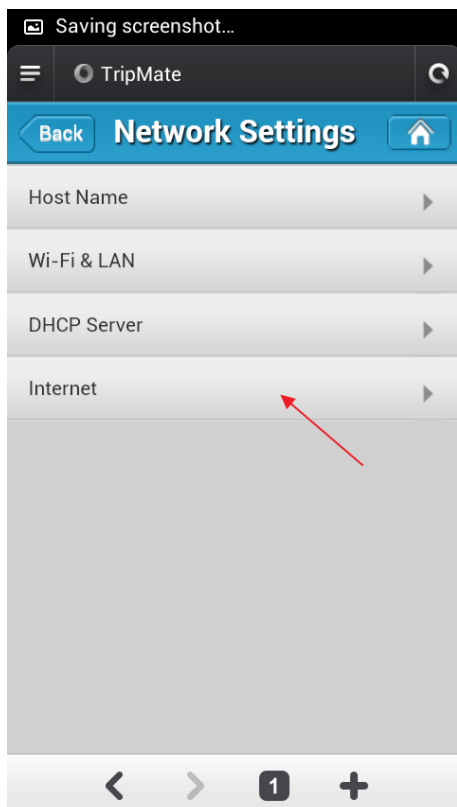 Saving screenshot...
TripMate
Back Network Settings
Host Name
Wi-Fi & LAN
DHCP Server
Internet
1